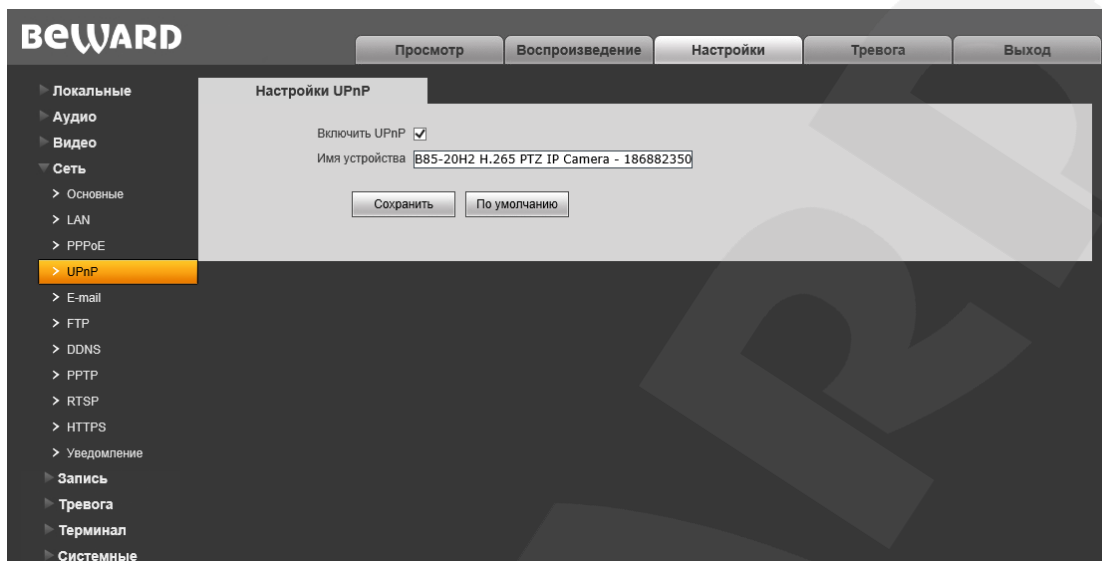 BEWARD
Просмотр
Воспроизведение
Настройки
Тревога
Выход
Локальные
Аудио
Видео
Сеть
Основные
LAN
PPPoE
UPnP
E-mail
FTP
DDNS
PPTP
RTSP
HTTPS
Уведомление
Запись
Тревога
Терминал
Системные
Настройки UPnP
Включить UPnP
Имя устройства B85-20H2 H.265 PTZ IP Camera - 186882350
Сохранить По умолчанию